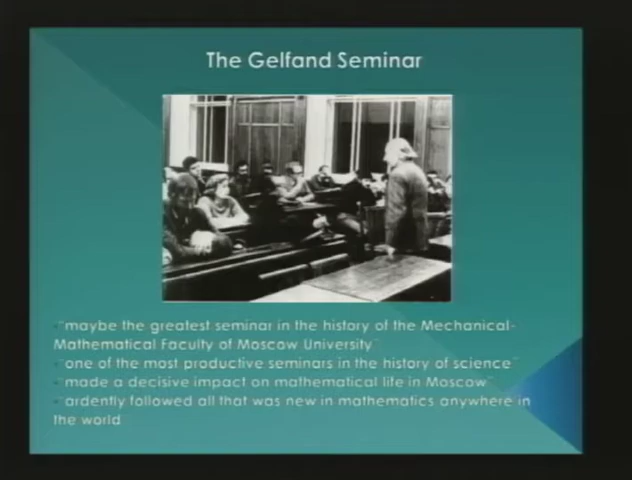 The Gelfand Seminar
"maybe the greatest seminar in the history of the Mechanical-
Mathematical Faculty of Moscow University"
"one of the most productive seminars in the history of science"
made a decisive impact on mathematical life in Moscow"
ardently followed all that was new in mathematics anywhere in
the world